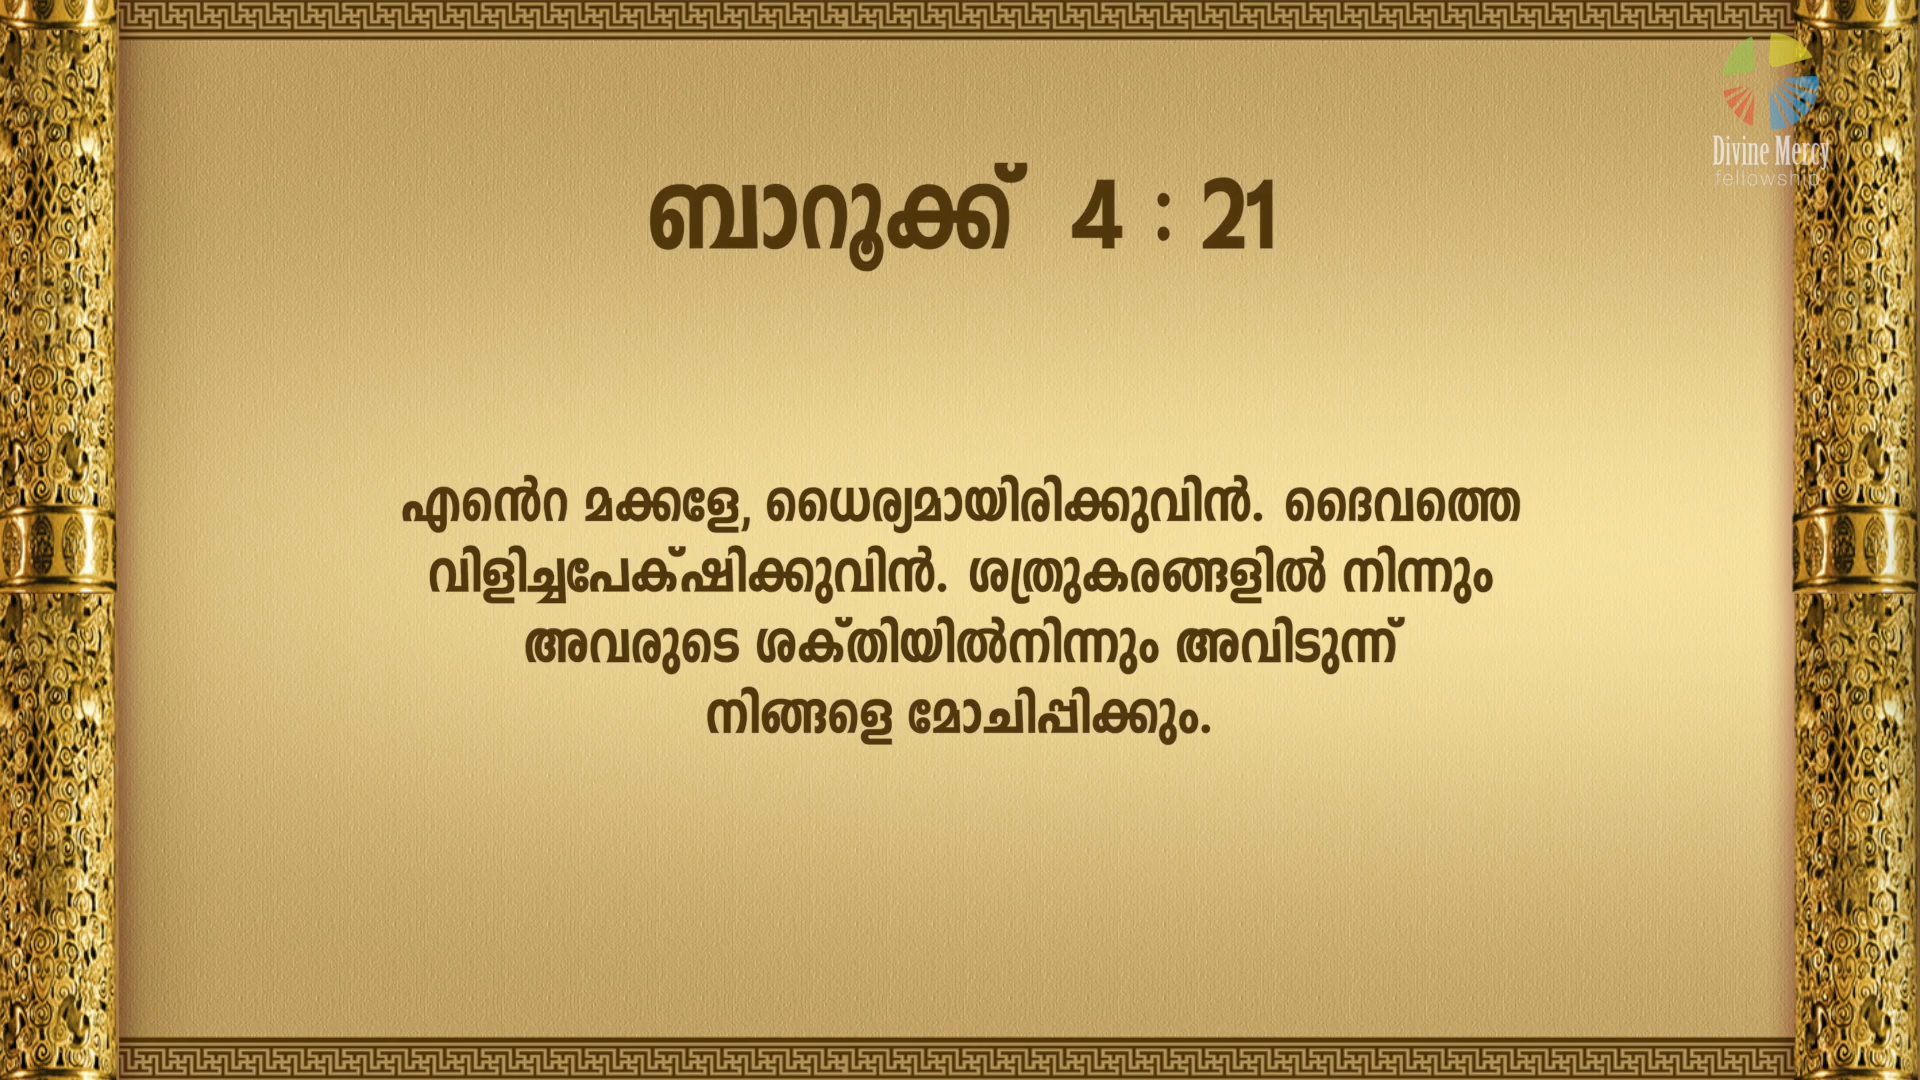 Divine Mercy
fellowship
ബാറൂക്ക് 4 : 21
എൻെറ മക്കളേ, ധൈര്യമായിരിക്കുവിൻ. ദൈവത്തെ
വിളിച്ചപേക്ഷിക്കുവിൻ. ശത്രുകരങ്ങളിൽ നിന്നും
അവരുടെ ശക്തിയിൽനിന്നും അവിടുന്ന്
നിങ്ങളെ മോചിപ്പിക്കും.